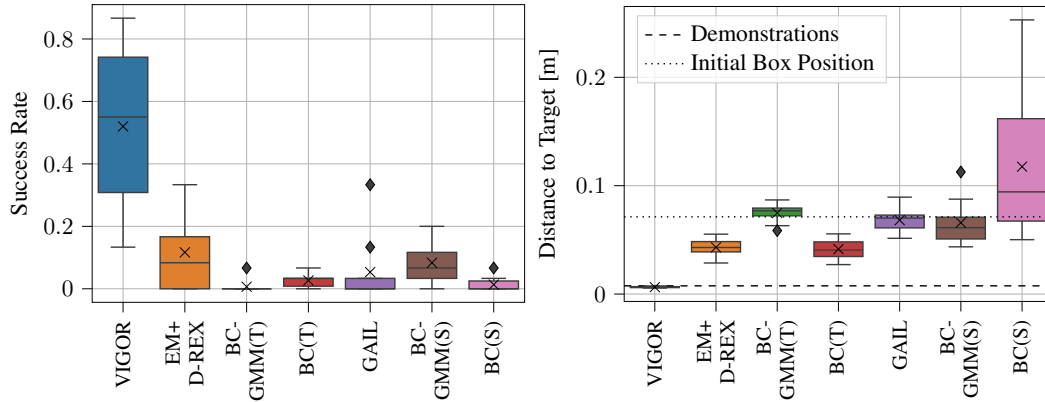 0.8
0.6
0.4
0.2
0
Success Rate
VIGOR
EM+
D-REX
BC-
GMM(T)
BC(T)
GAIL
BC-
GMM(S)
BC(S)
Demonstrations
Initial Box Position
0.2
0.1
0
Distance to Target [m]
VIGOR
EM+
D-REX
BC-
GMM(T)
BC(T)
GAIL
BC-
GMM(S)
BC(S)